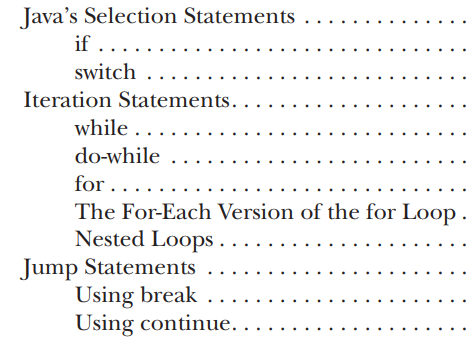 Java’s Selection Statements . . . . . . . . . . . . . .
if . . . . . . . . . . . . . . . . . . . . . . . . . . . . . . .
switch . . . . . . . . . . . . . . . . . . . . . . . . . . .
Iteration Statements. . . . . . . . . . . . . . . . . . . .
while . . . . . . . . . . . . . . . . . . . . . . . . . . . .
do-while . . . . . . . . . . . . . . . . . . . . . . . . .
for . . . . . . . . . . . . . . . . . . . . . . . . . . . . . .
The For-Each Version of the for Loop .
Nested Loops . . . . . . . . . . . . . . . . . . . . .
Jump Statements . . . . . . . . . . . . . . . . . . . . . .
Using break . . . . . . . . . . . . . . . . . . . . . .
Using continue. . . . . . . . . . . . . . . . . . . .